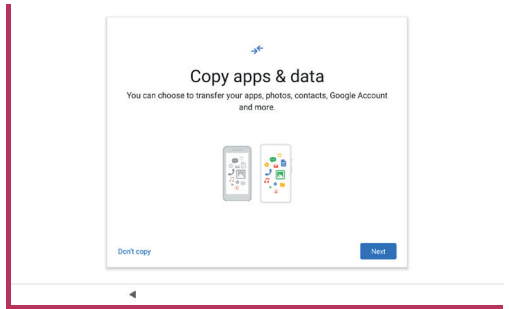 Copy apps & data
You can choose to transfer your apps, photos, contacts, Google Account
and more.
Don't copy
Next